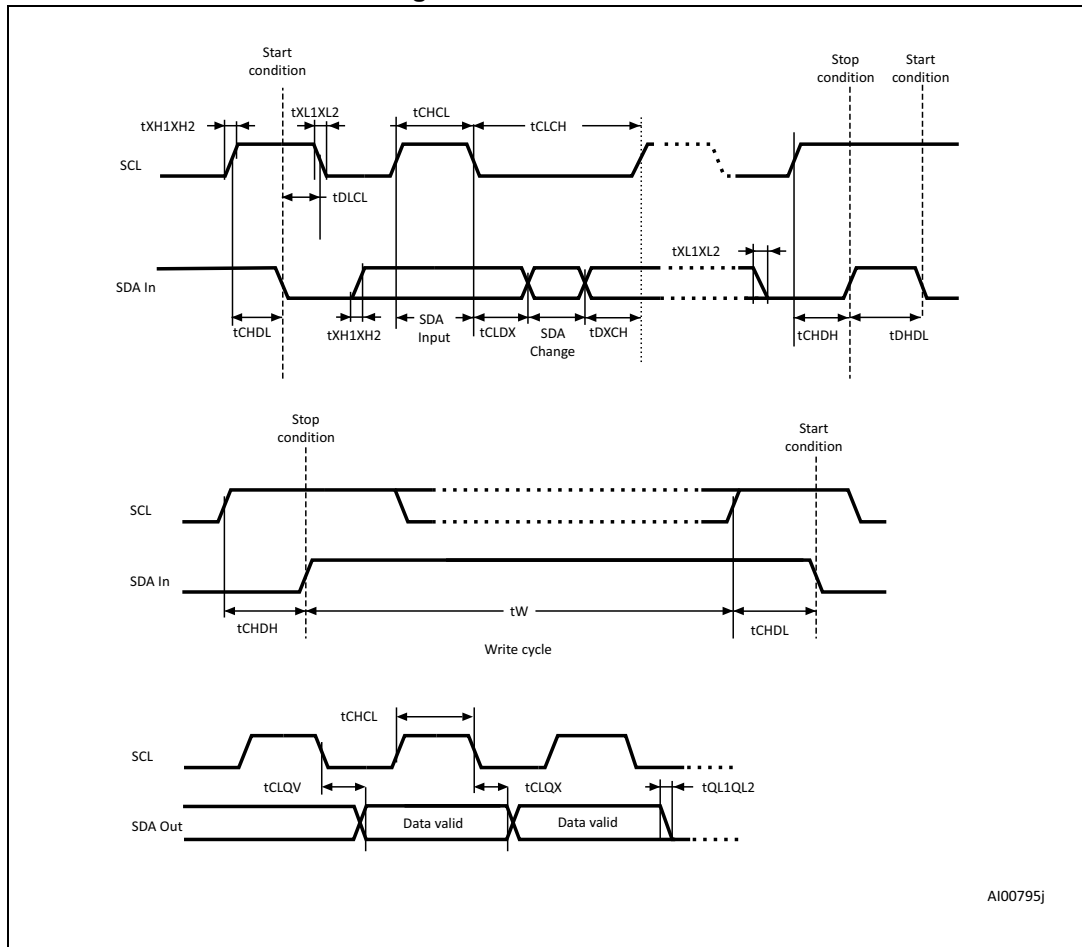 Start
condition
Stop
condition
Start
condition
tXH1XH2
tXL1XL2
tCHCL
tCLCH
SCL
tDLCL
tXL1XL2
SDA In
tCHDL
tXH1XH2
SDA
Input
tCLDX
SDA
Change
tDXCH
tCHDH
tDHDL
Stop
condition
Start
condition
SCL
SDA In
tW
tCHDH
tCHDL
Write cycle
tCHCL
SCL
tCLQV
tCLQX
tQL1QL2
SDA Out
Data valid
Data valid
AI00795j